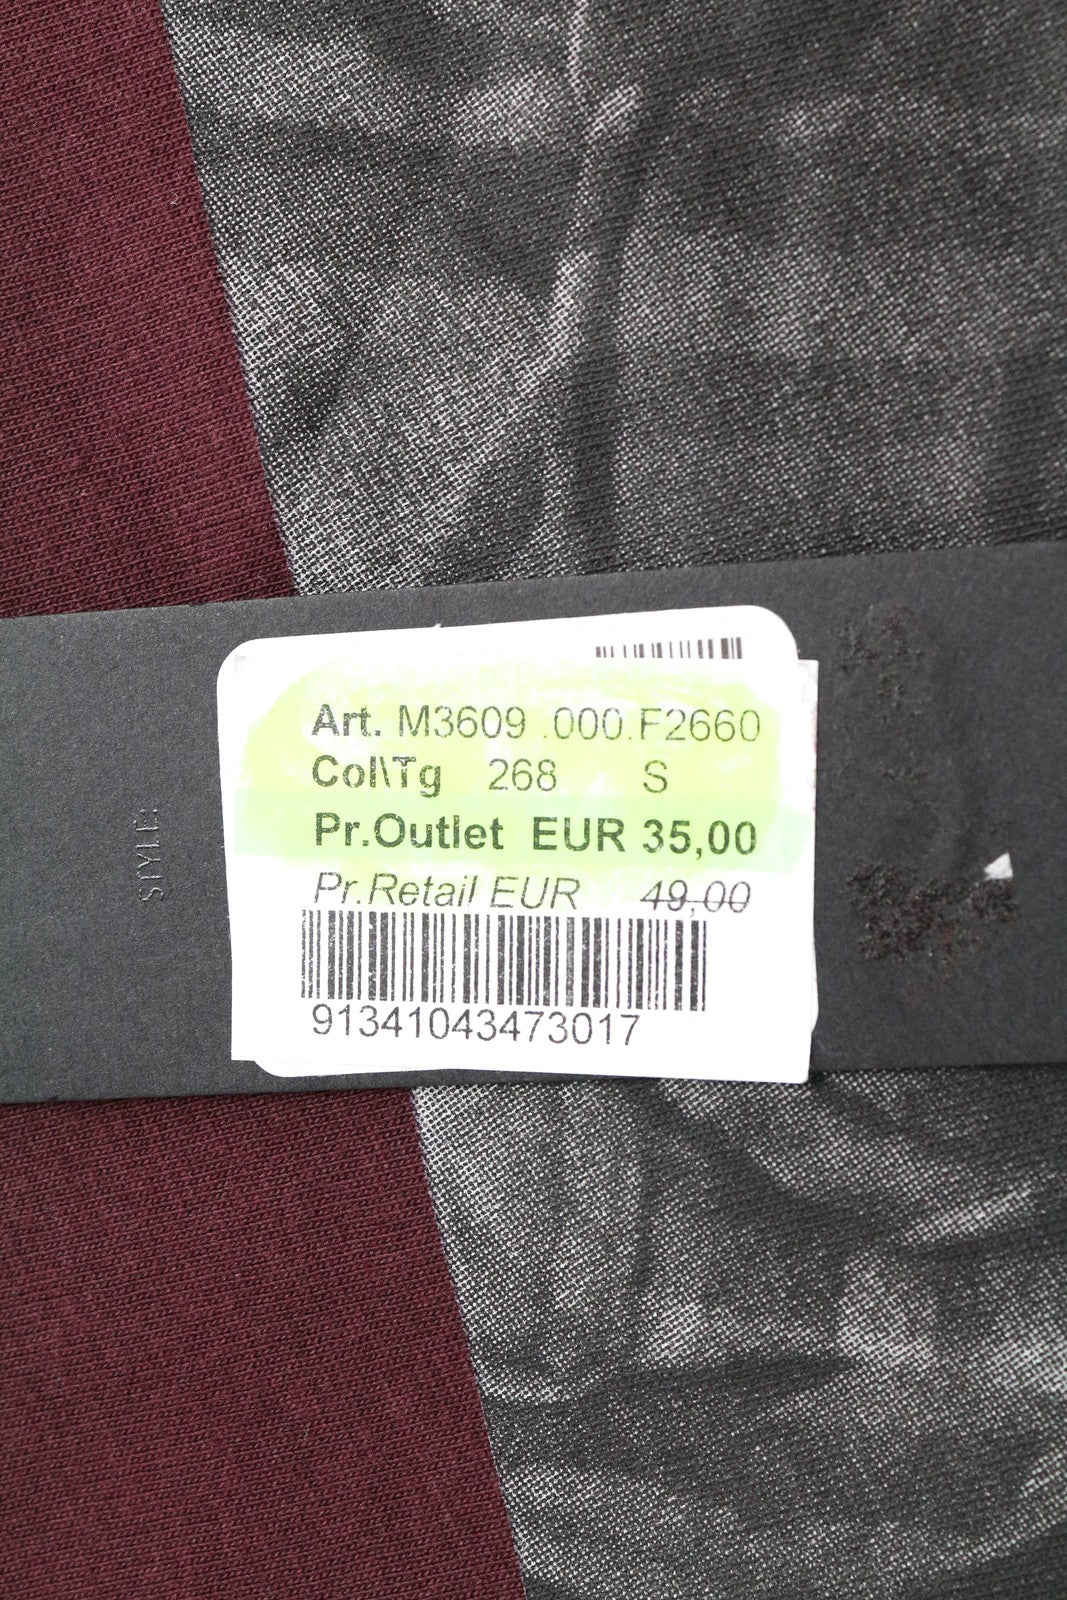 STYLE:
Art. M3609 .000.F2660
Col\Tg 268 S
Pr.Outlet EUR 35,00
Pr.Retail EUR 49,00
91341043473017